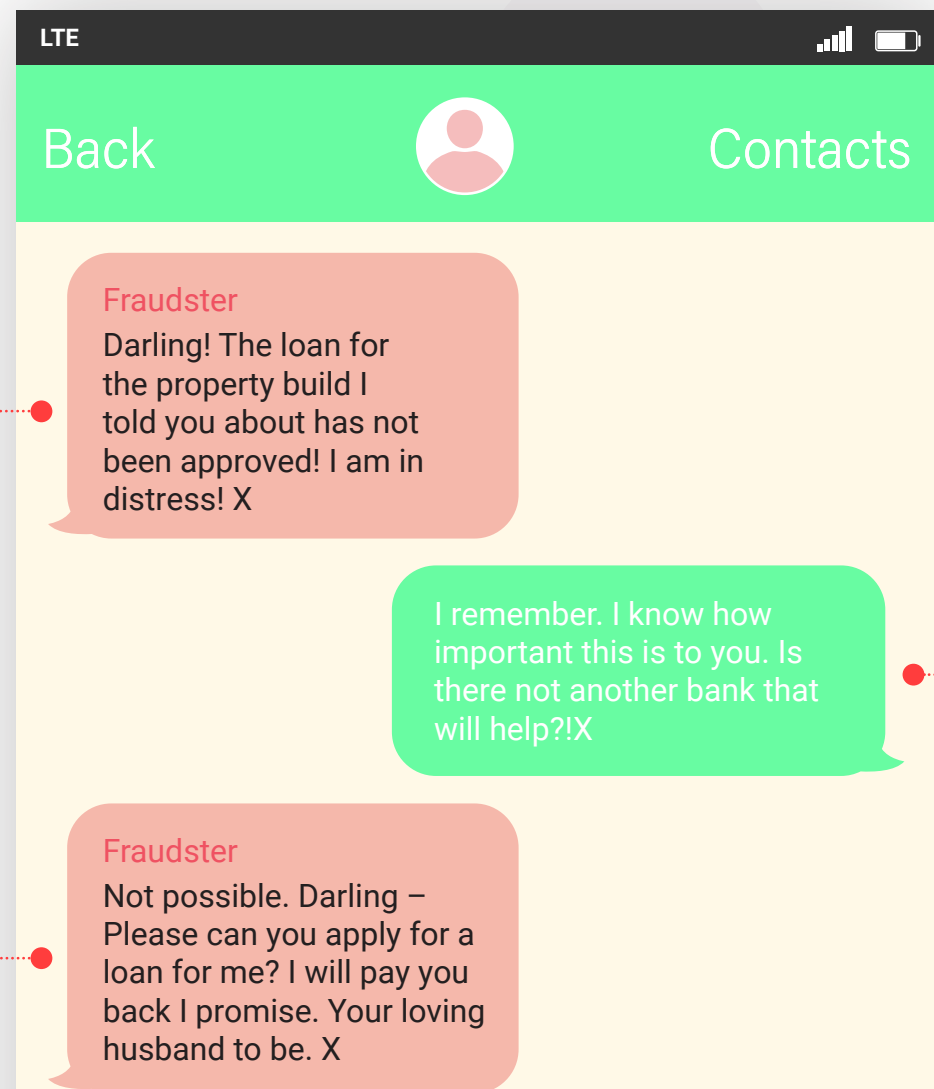 LTE
Back
Contacts
Fraudster
Darling! The loan for
the property build I
told you about has not
been approved! I am in
distress! X
I remember. I know how
important this is to you. Is
there not another bank that
will help?!X
Fraudster
Not possible. Darling –
Please can you apply for a
loan for me? I will pay you
back I promise. Your loving
husband to be. X